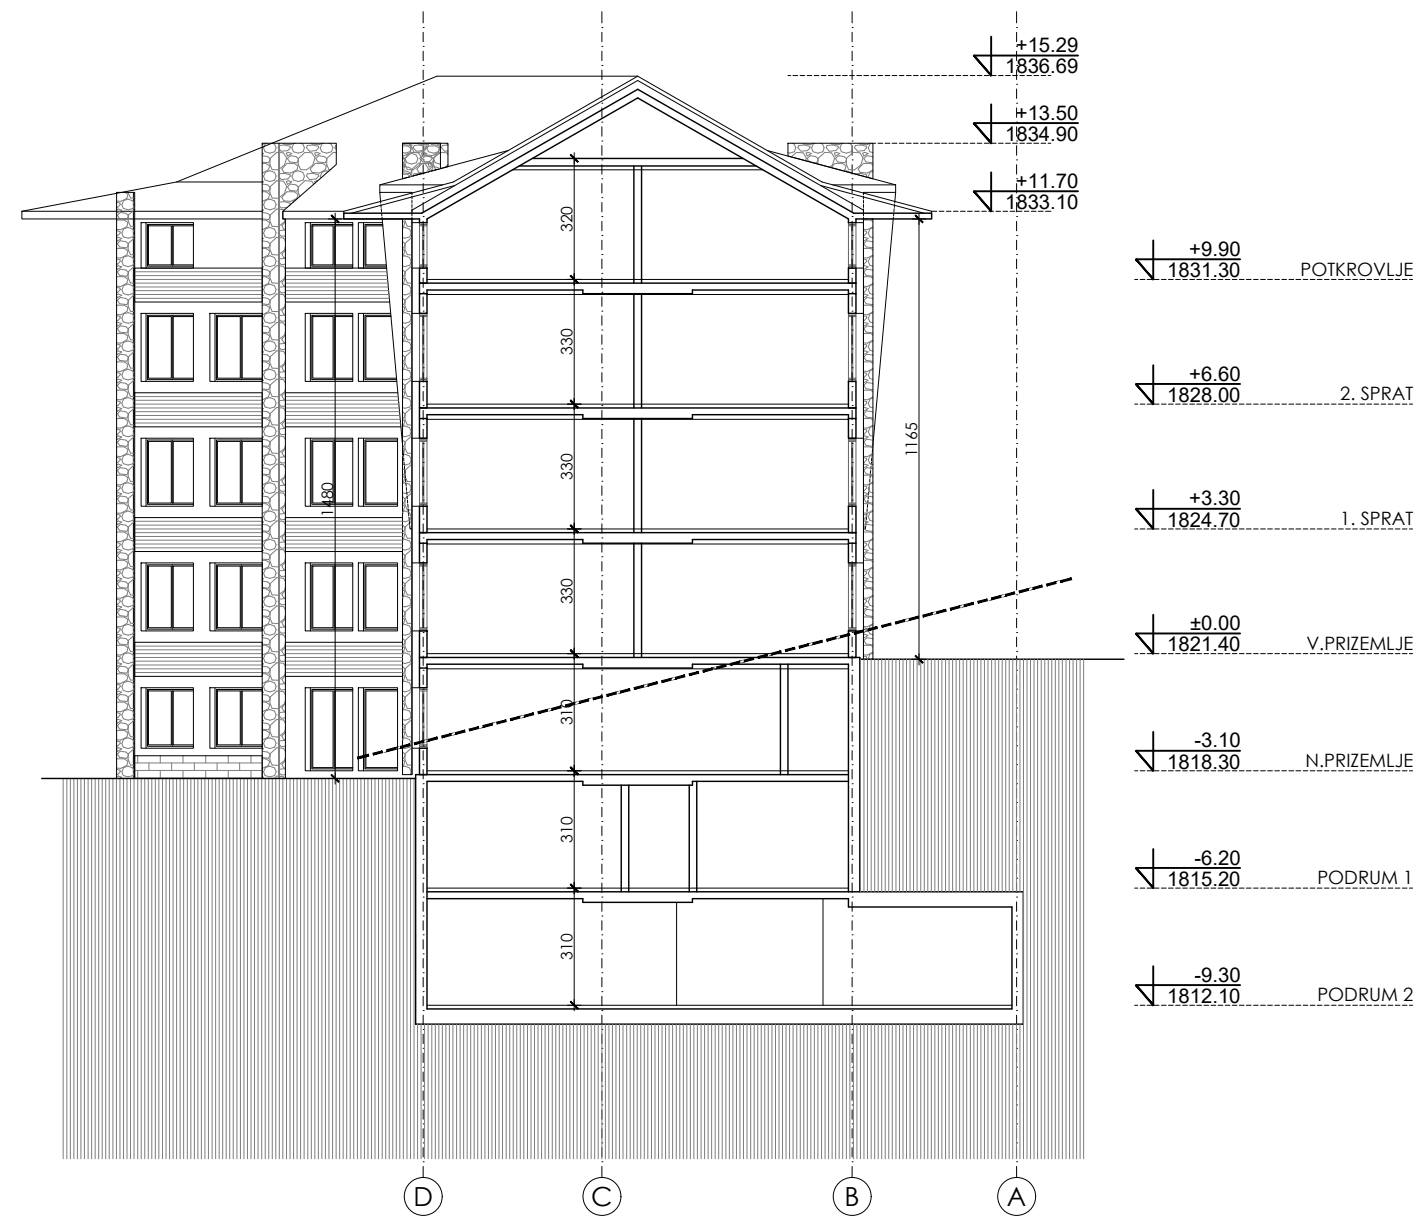 +15.29
1836.69
+13.50
1834.90
+11.70
1833.10
+9.90
1831.30 POTKROVLJE
+6.60
1828.00 2. SPRAT
+3.30
1824.70 1. SPRAT
±0.00
1821.40 V.PRIZEMLJE
-3.10
1818.30 N.PRIZEMLJE
-6.20
1815.20 PODRUM 1
-9.30
1812.10 PODRUM 2
320
330
330
330
310
310
310
1480
1165
D C B A